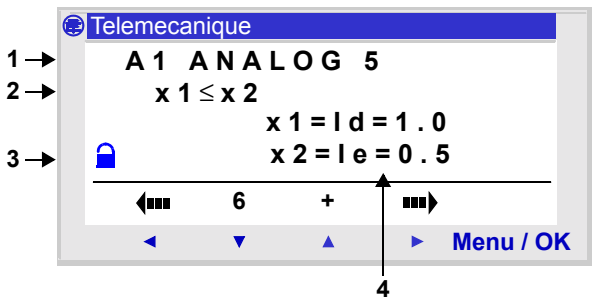 Telemecanique
1 A1 ANALOG 5
2 x1≤x2
x1=Id=1.0
3 x2=Ie=0.5
6 +
Menu / OK
4